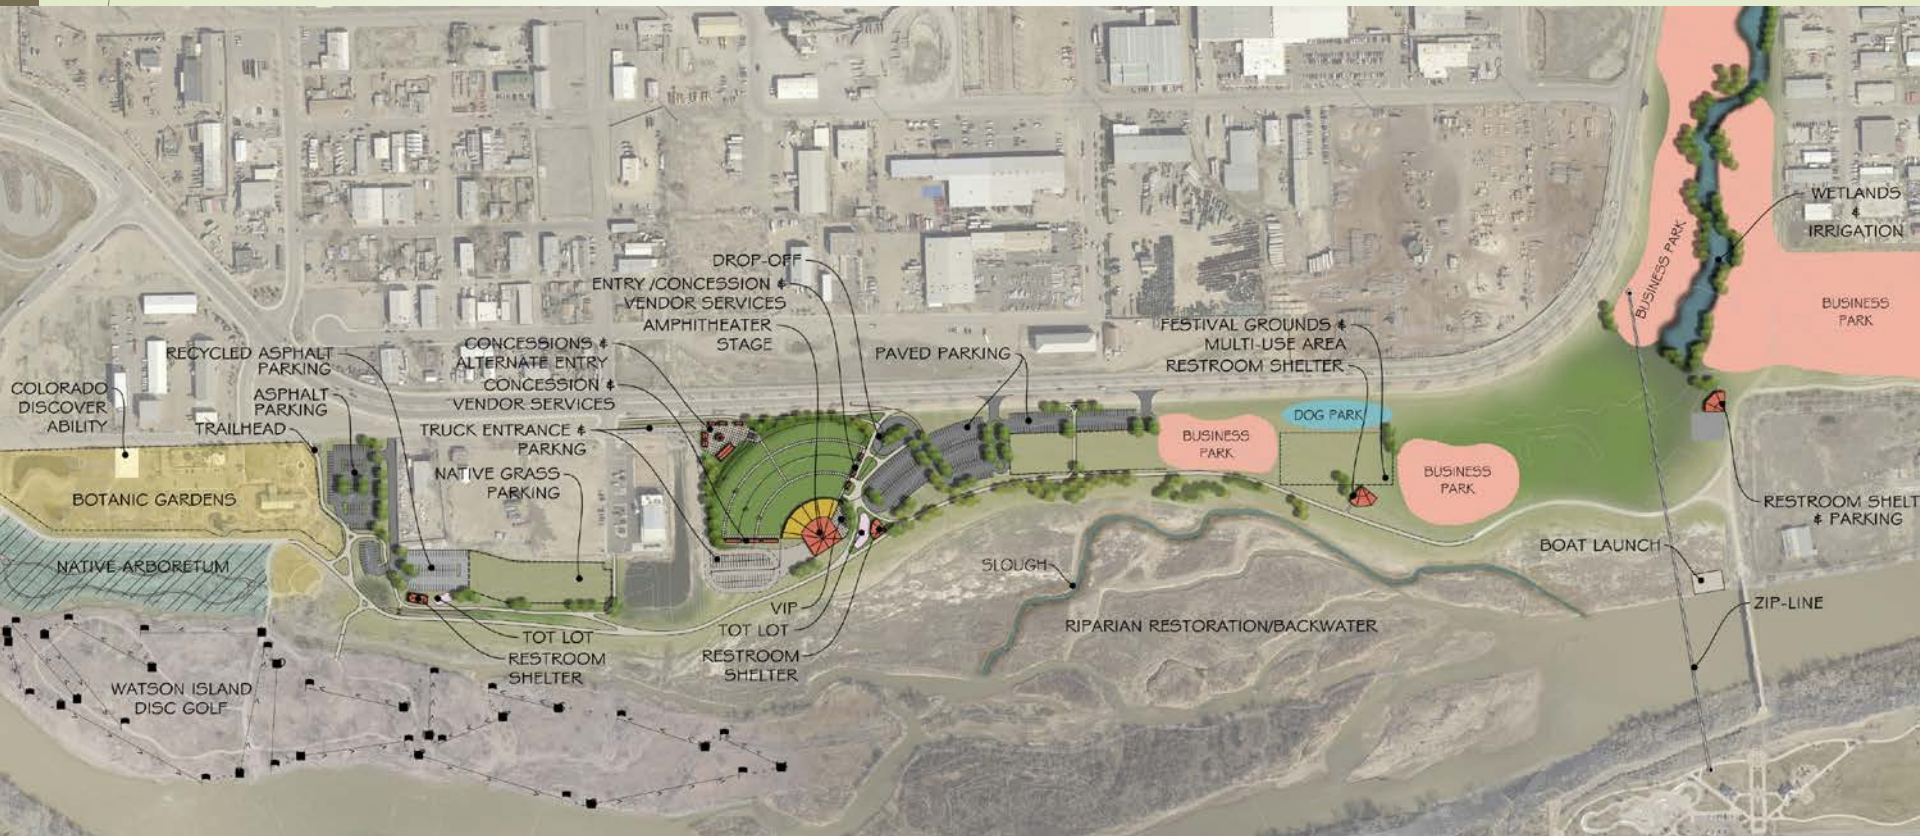 WETLANDS
&
IRRIGATION
BUSINESS PARK
BUSINESS
PARK
DROP-OFF
ENTRY /CONCESSION &
VENDOR SERVICES
AMPHITHEATER
STAGE
CONCESSIONS &
ALTERNATE ENTRY
CONCESSION &
VENDOR SERVICES
TRUCK ENTRANCE &
PARKNG
NATIVE GRASS
PARKING
RECYCLED ASPHALT
PARKING
ASPHALT
PARKING
TRAILHEAD
COLORADO
DISCOVER
ABILITY
BOTANIC GARDENS
NATIVE ARBORETUM
WATSON ISLAND
DISC GOLF
TOT LOT
RESTROOM
SHELTER
VIP
TOT LOT
RESTROOM
SHELTER
PAVED PARKING
FESTIVAL GROUNDS &
MULTI-USE AREA
RESTROOM SHELTER
DOG PARK
BUSINESS
PARK
BUSINESS
PARK
SLOUGH
RIPARIAN RESTORATION/BACKWATER
RESTROOM SHELT
& PARKING
BOAT LAUNCH
ZIP-LINE